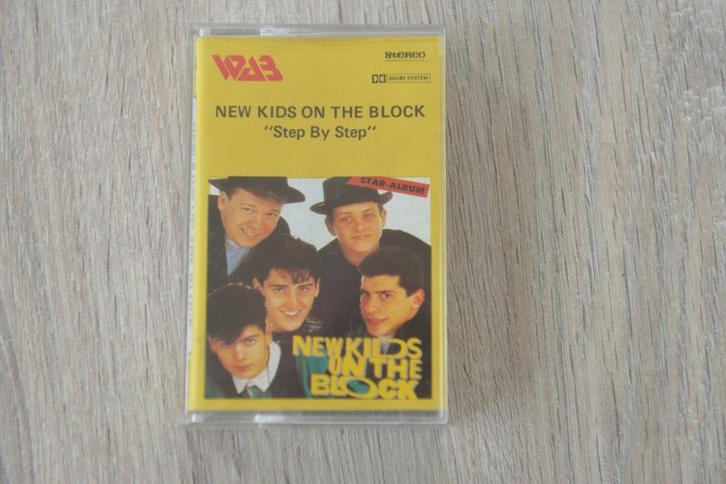 WAB
STEREO
DOLBY SYSTEM
NEW KIDS ON THE BLOCK
"Step By Step"
STAR-ALBUM
NEW KIDS
ON THE
BLOCK